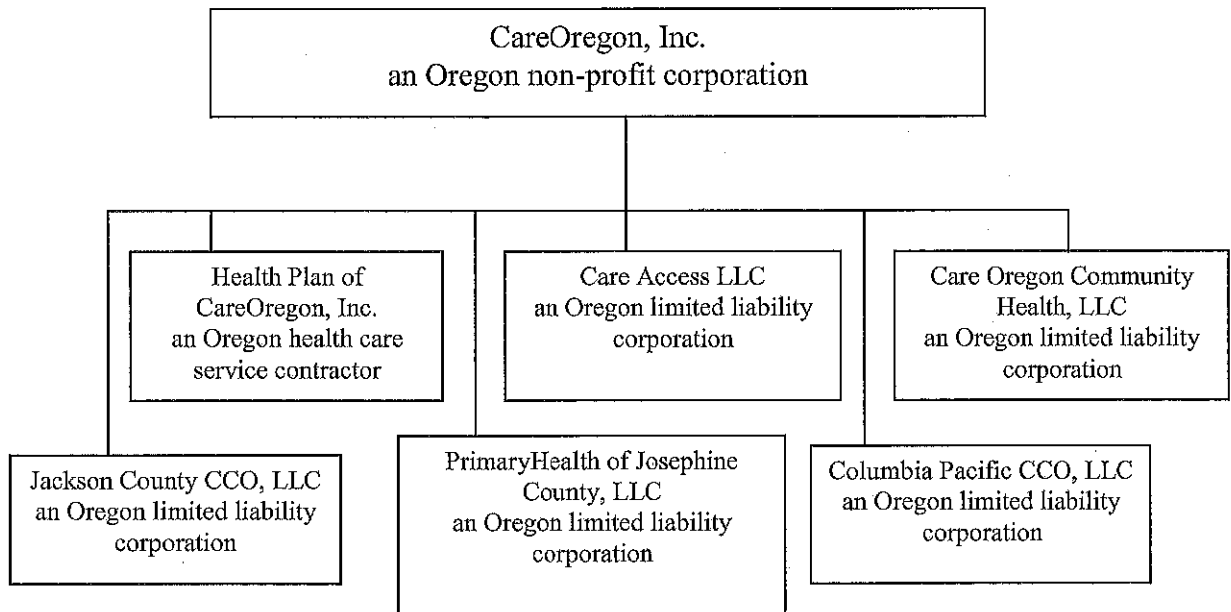 CareOregon, Inc.
an Oregon non-profit corporation
Health Plan of
CareOregon, Inc.
an Oregon health care
service contractor
Care Access LLC
an Oregon limited liability
corporation
Care Oregon Community
Health, LLC
an Oregon limited liability
corporation
Jackson County CCO, LLC
an Oregon limited liability
corporation
PrimaryHealth of Josephine
County, LLC
an Oregon limited liability
corporation
Columbia Pacific CCO, LLC
an Oregon limited liability
corporation